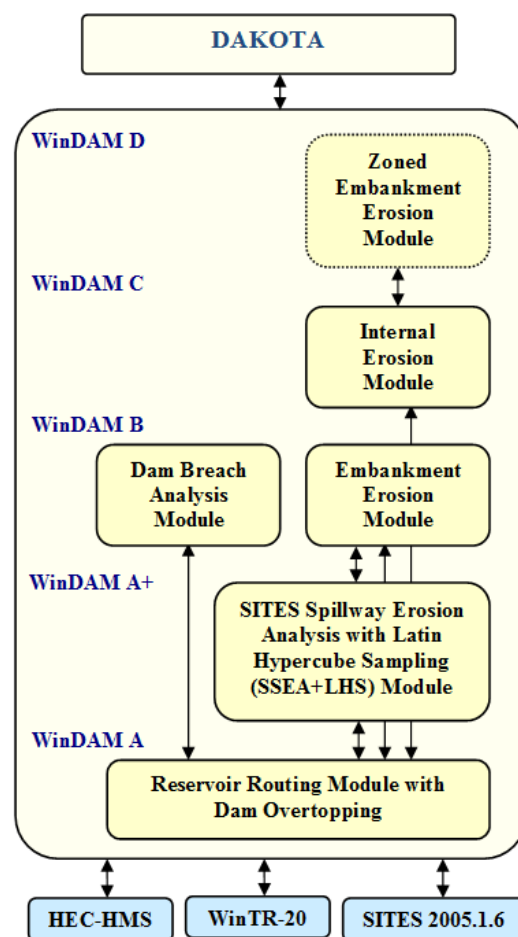 DAKOTA
WinDAM D
Zoned
Embankment
Erosion
Module
WinDAM C
Internal
Erosion
Module
WinDAM B
Dam Breach
Analysis
Module
Embankment
Erosion
Module
WinDAM A+
SITES Spillway Erosion
Analysis with Latin
Hypercube Sampling
(SSEA+LHS) Module
WinDAM A
Reservoir Routing Module with
Dam Overtopping
HEC-HMS
WinTR-20
SITES 2005.1.6